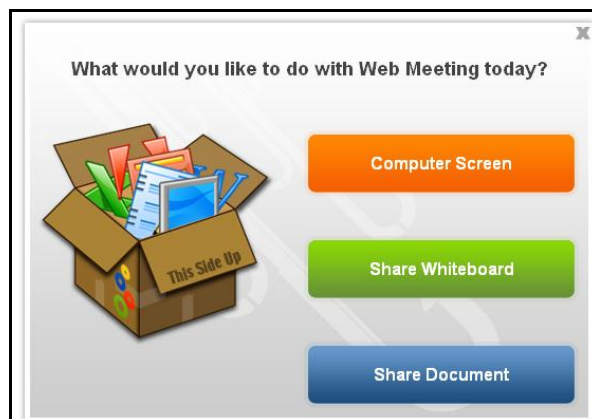 x
What would you like to do with Web Meeting today?
Computer Screen
This Side Up
Share Whiteboard
Share Document